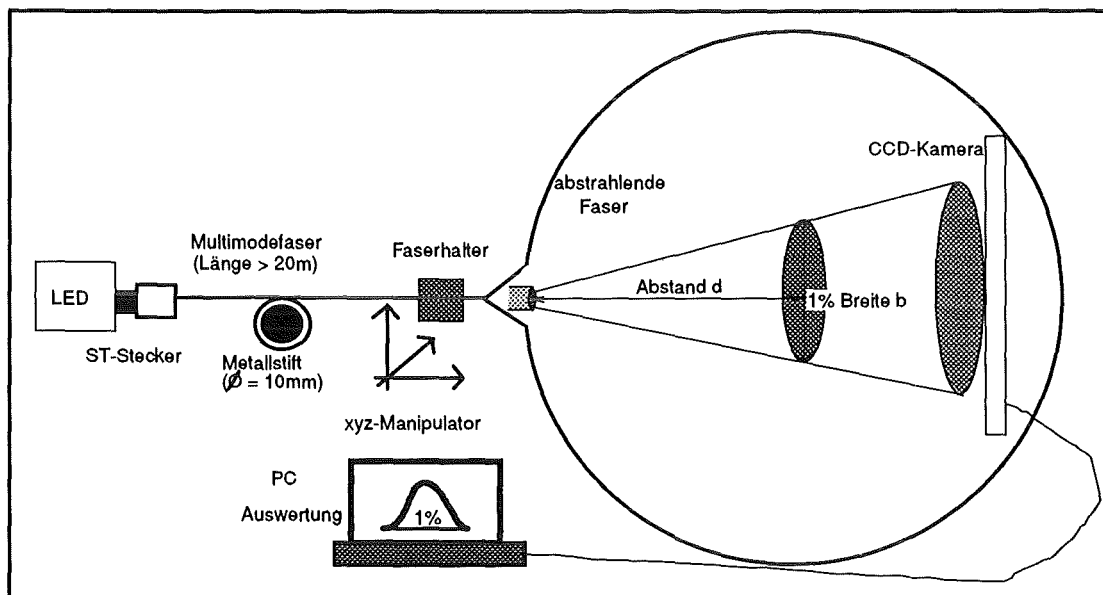 CCD-Kamera
abstrahlende
Faser
Multimodefaser
(Länge > 20m)
Faserhalter
LED
Abstand d
1% Breite b
ST-Stecker
Metallstift
(Ø = 10mm)
xyz-Manipulator
PC
Auswertung
1%